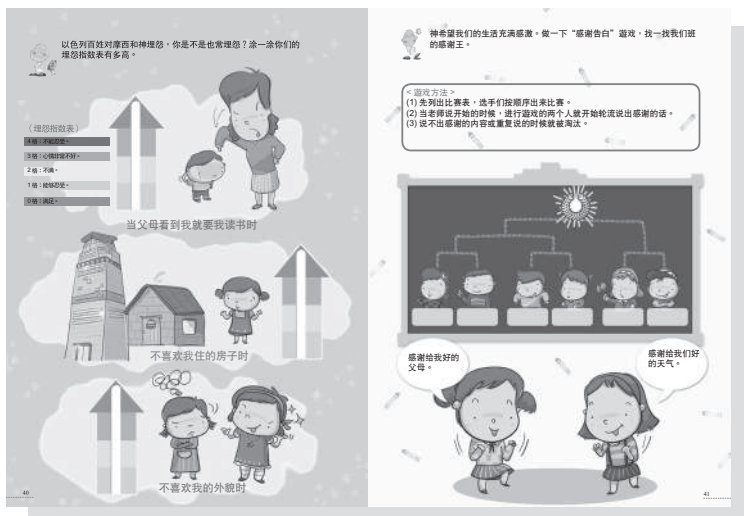 以色列百姓对摩西和神埋怨，你是不是也常埋怨？涂一涂你们的
埋怨指数表有多高。
（埋怨指数表）
4 格：不能忍受。
3 格：心情非常不好。
2 格：不满。
1 格：能够忍受。
0 格：满足。
当父母看到我就要我读书时
不喜欢我住的房子时
不喜欢我的外貌时
40
神希望我们的生活充满感激。做一下“感谢告白”遊戏，找一找我们班
的感谢王。
< 遊戏方法 >
(1) 先列出比赛表，选手们按顺序出来比赛。
(2) 当老师说开始的时候，进行遊戏的两个人就开始轮流说出感谢的话。
(3) 说不出感谢的内容或重复说的时候就被淘汰。
感谢给我好的
父母。
感谢给我们好
的天气。
41